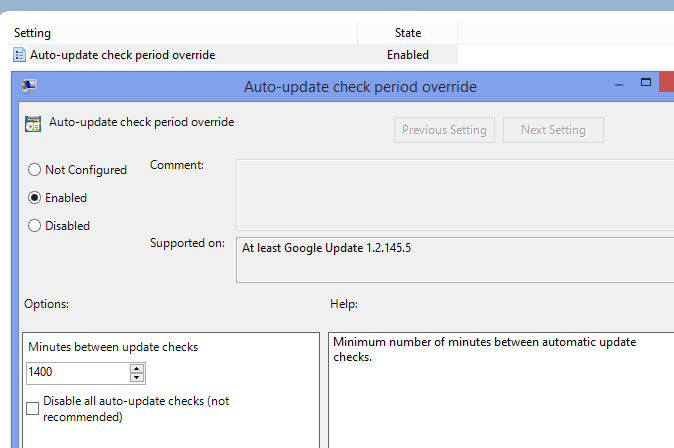 Setting State
Auto-update check period override Enabled
Auto-update check period override
Auto-update check period override
Previous Setting Next Setting
Not Configured
Comment:
Enabled
Disabled
Supported on:
At least Google Update 1.2.145.5
Options:
Help:
Minutes between update checks
1400
Disable all auto-update checks (not
recommended)
Minimum number of minutes between automatic update
checks.